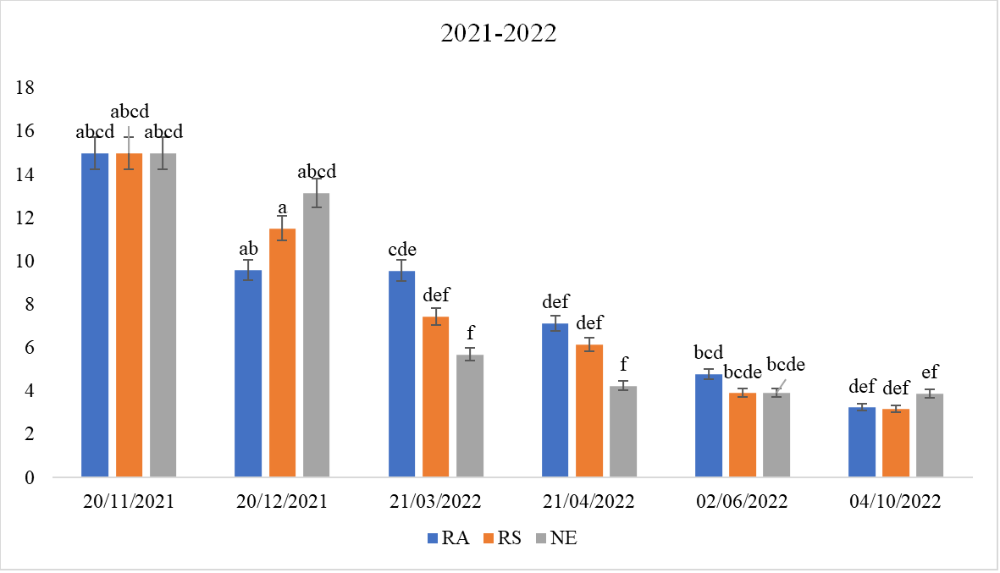 2021-2022
18
16
14
12
10
8
6
4
2
0
abcd
abcd
abcd
ab
a
abcd
cde
def
f
def
def
f
bcd
bcde
bcde
def
def
ef
20/11/2021 20/12/2021 21/03/2022 21/04/2022 02/06/2022 04/10/2022
RA RS NE